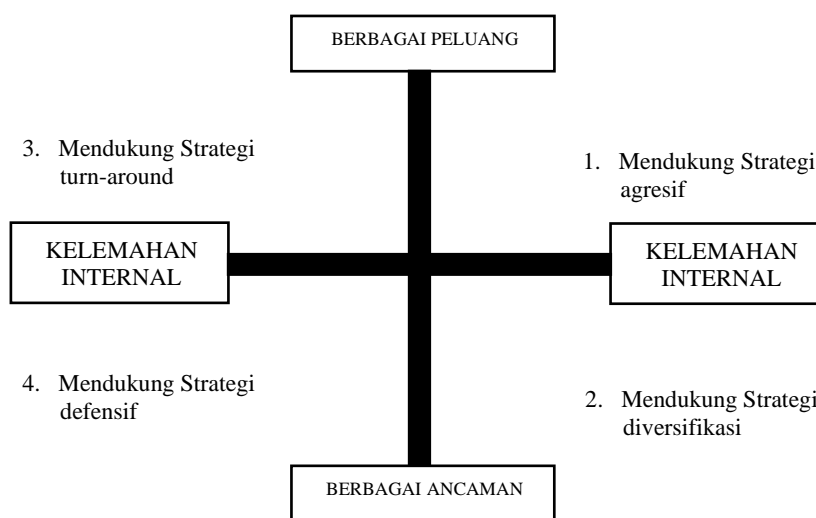 BERBAGAI PELUANG
3. Mendukung Strategi
turn-around
1. Mendukung Strategi
agresif
KELEMAHAN
INTERNAL
KELEMAHAN
INTERNAL
4. Mendukung Strategi
defensif
2. Mendukung Strategi
diversifikasi
BERBAGAI ANCAMAN